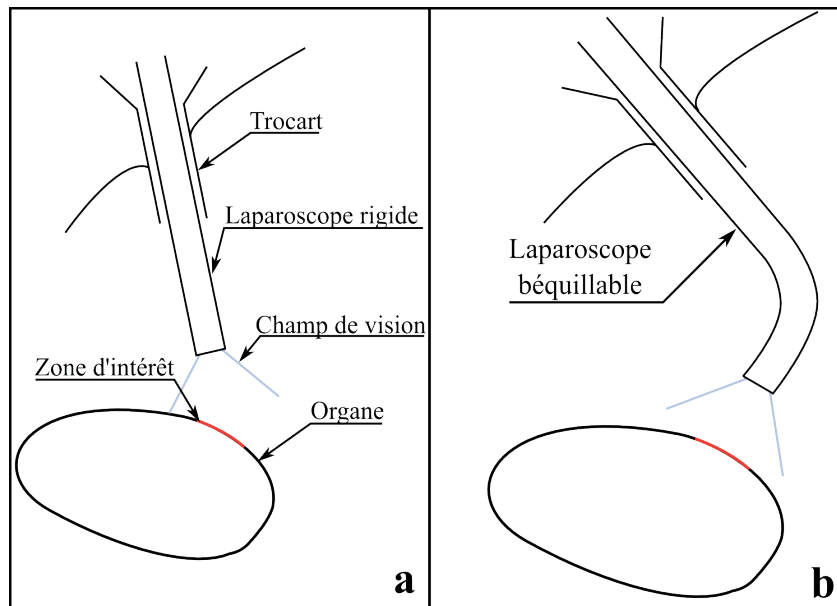 Trocart
Laparoscope rigide
Champ de vision
Zone d'intérêt
Organe
a
Laparoscope
béquillable
b